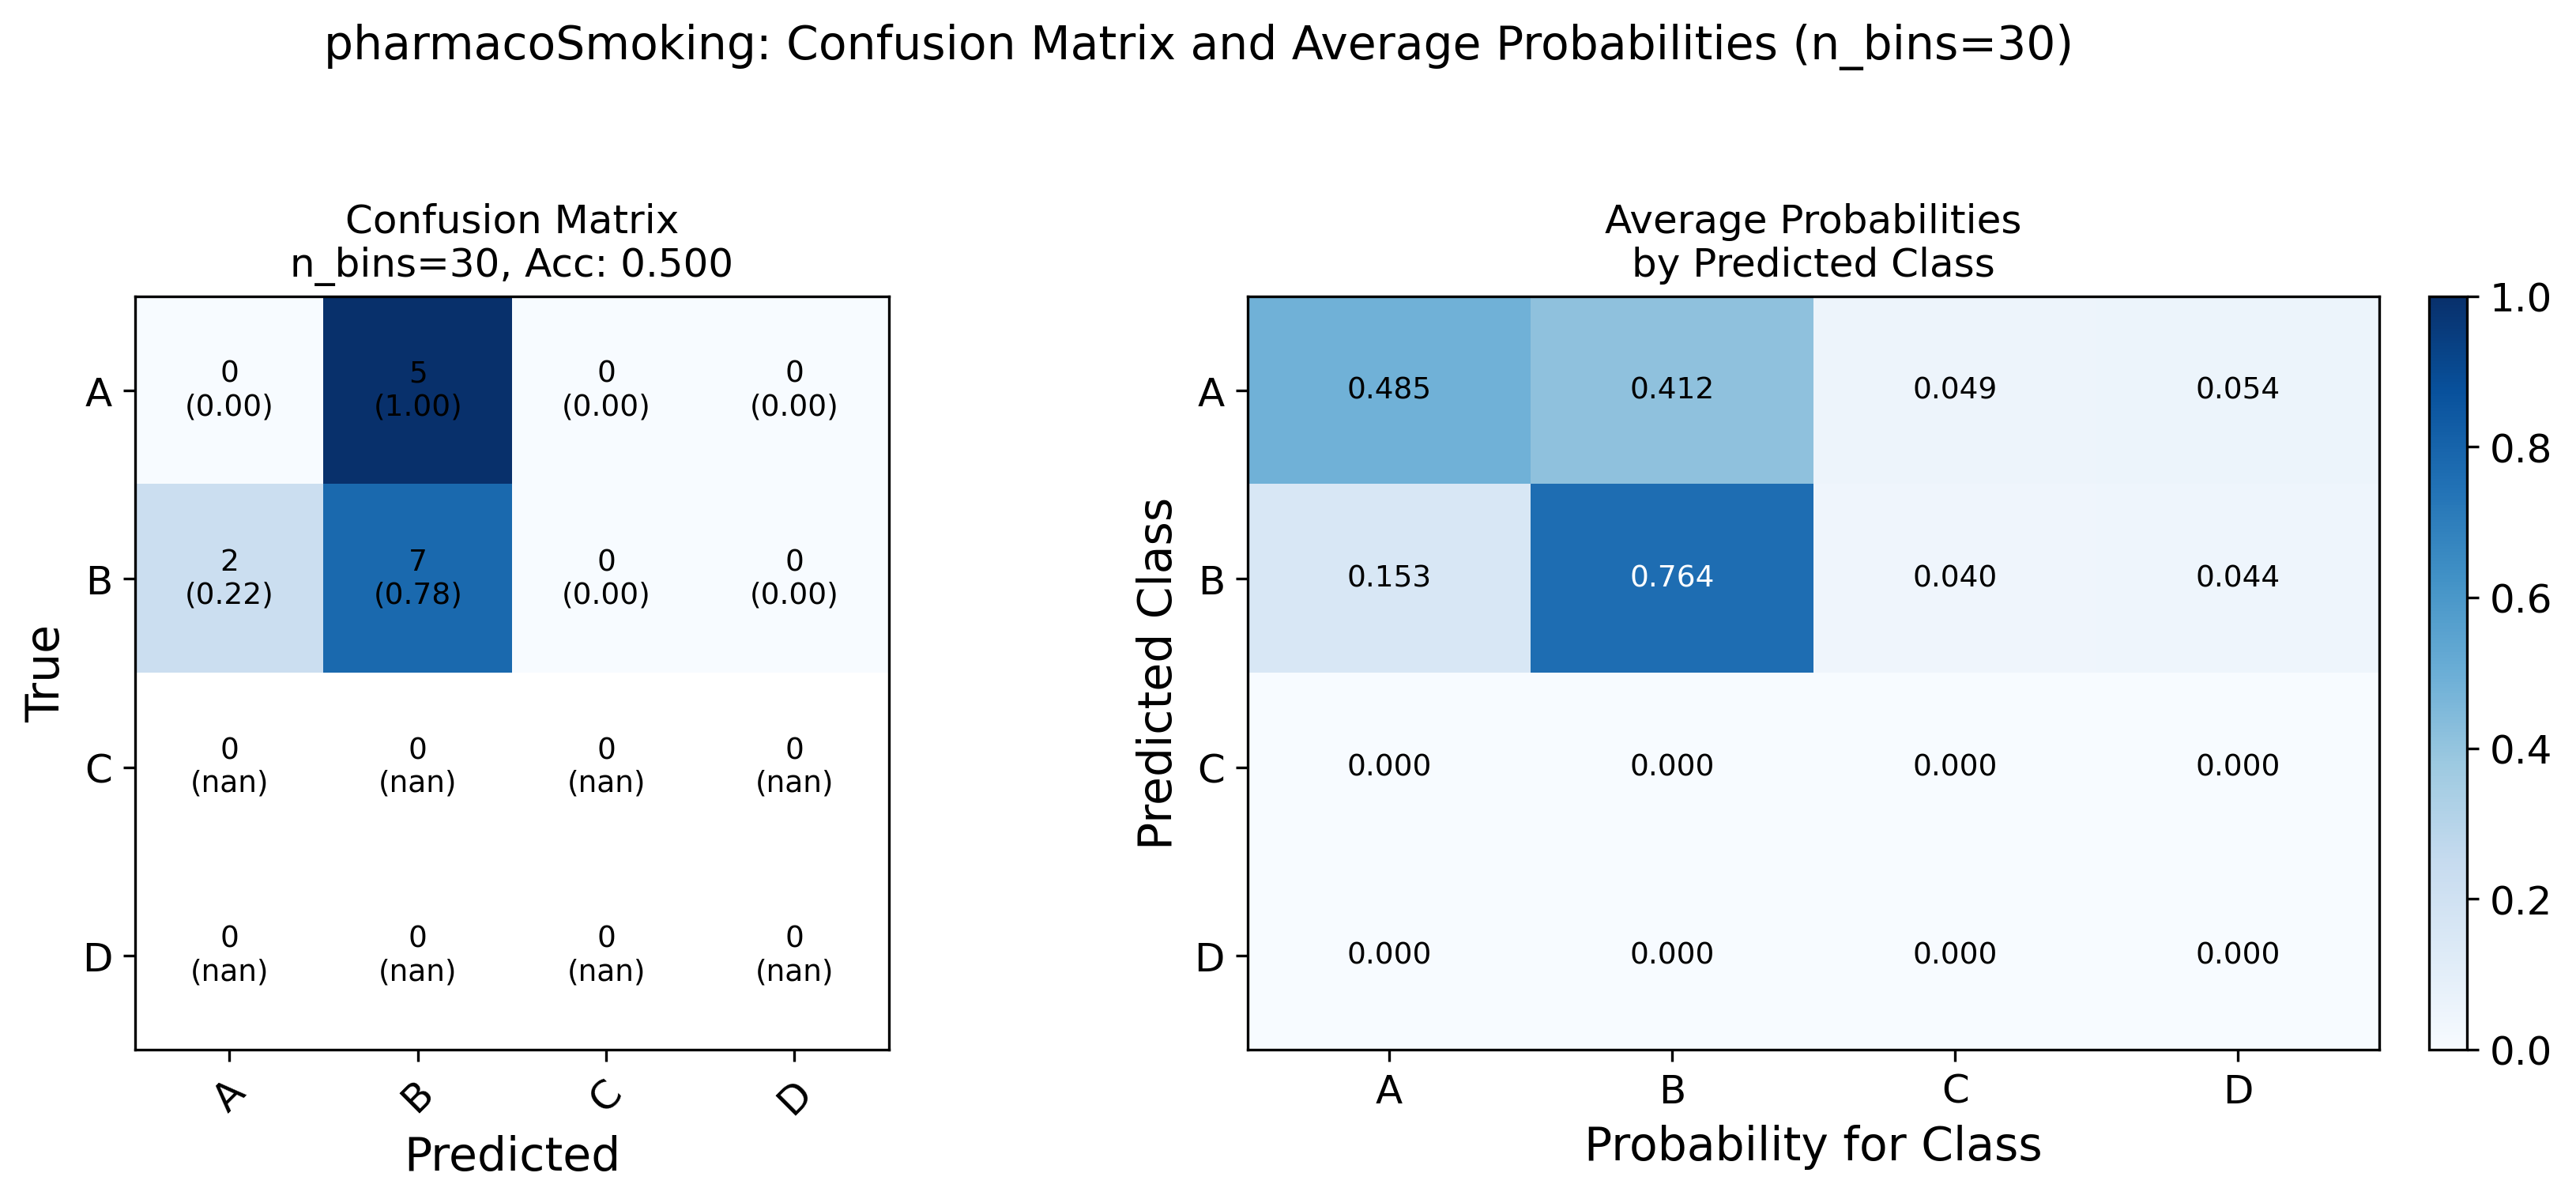 pharmacoSmoking: Confusion Matrix and Average Probabilities (n_bins=30)
Confusion Matrix
n_bins=30, Acc: 0.500
True
A
B
C
D
0
(0.00)
5
(1.00)
0
(0.00)
0
(0.00)
2
(0.22)
7
(0.78)
0
(0.00)
0
(0.00)
0
(nan)
0
(nan)
0
(nan)
0
(nan)
0
(nan)
0
(nan)
0
(nan)
0
(nan)
A
B
C
D
Predicted
Average Probabilities
by Predicted Class
Predicted Class
A
B
C
D
0.485
0.412
0.049
0.054
0.153
0.764
0.040
0.044
0.000
0.000
0.000
0.000
0.000
0.000
0.000
0.000
A
B
C
D
Probability for Class
1.0
0.8
0.6
0.4
0.2
0.0